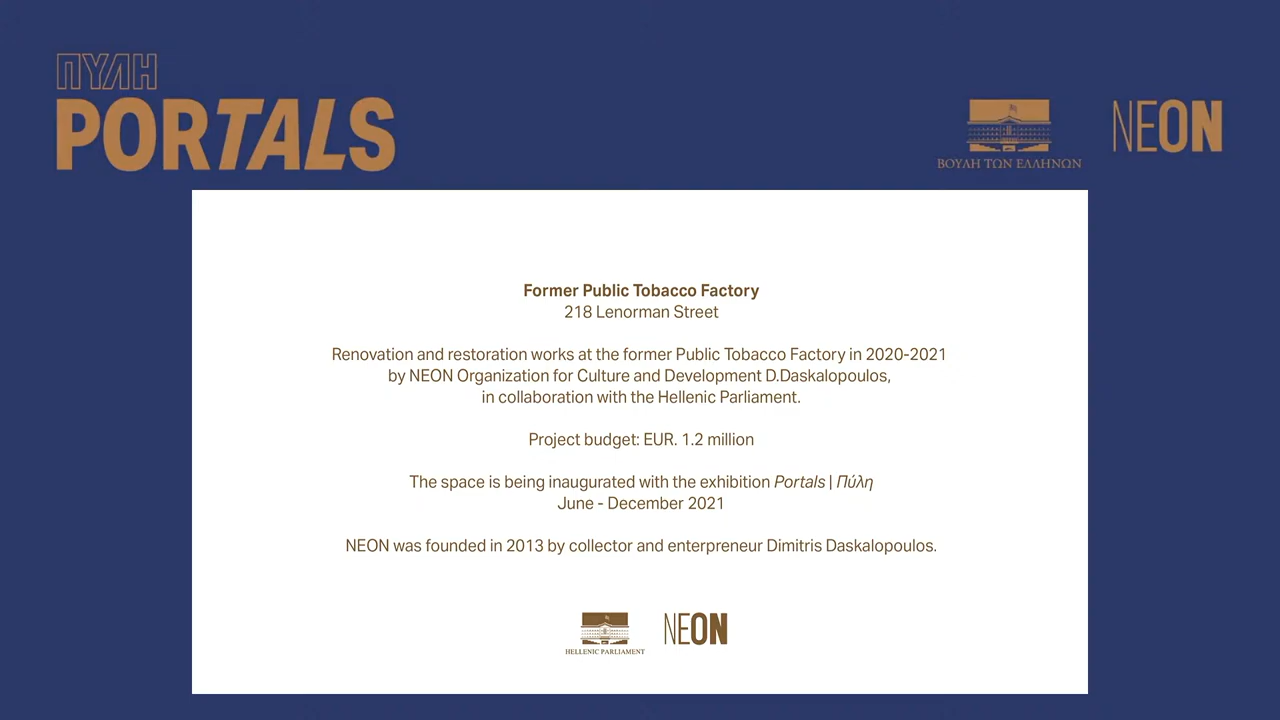 ΠΥΛΗ
PORTALS
ΒΟΥΛΗ ΤΩΝ ΕΛΛΗΝΩΝ
NEON
Former Public Tobacco Factory
218 Lenorman Street
Renovation and restoration works at the former Public Tobacco Factory in 2020-2021
by NEON Organization for Culture and Development D.Daskalopoulos,
in collaboration with the Hellenic Parliament.
Project budget: EUR. 1.2 million
The space is being inaugurated with the exhibition Portals | Πύλη
June - December 2021
NEON was founded in 2013 by collector and enterpreneur Dimitris Daskalopoulos.
HELLENIC PARLIAMENT
NEON